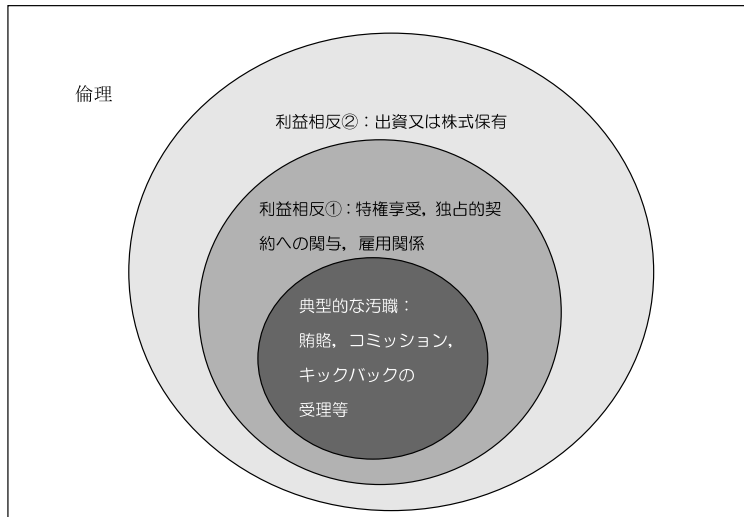 倫理
利益相反②：出資又は株式保有
利益相反①：特権享受，独占的契
約への関与，雇用関係
典型的な汚職：
賄賂，コミッション，
キックバックの
受理等